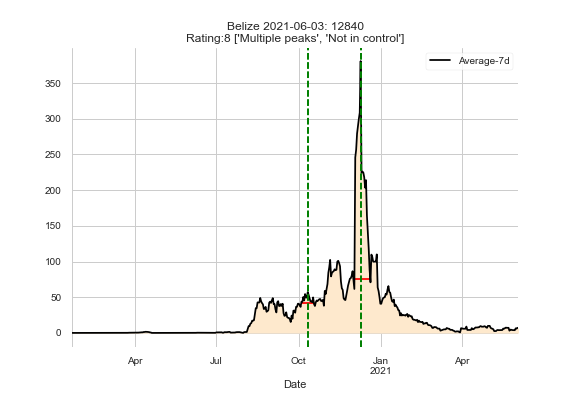 Belize 2021-06-03: 12840
Rating:8 ['Multiple peaks', 'Not in control']
Average-7d
350
300
250
200
150
100
50
0
Apr
Jul
Oct
Jan
2021
Apr
Date